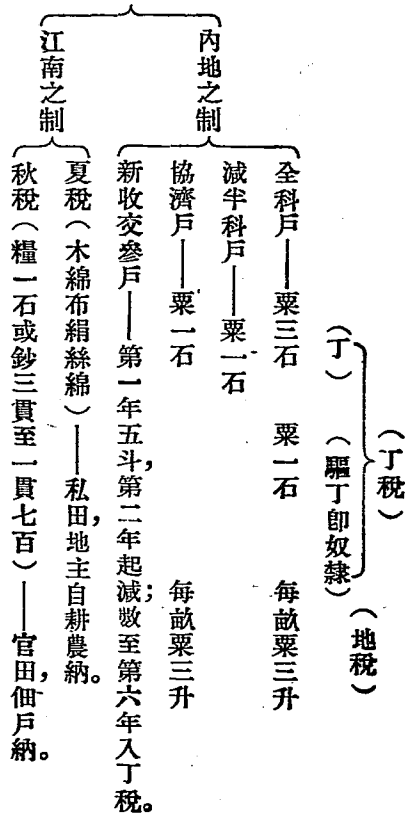 （丁稅）
（丁）　（驅丁卽奴隸）　（地稅）
內地之制
全科戶——粟三石　粟一石　每畝粟三升
減半科戶——粟一石
協濟戶——粟一石　每畝粟三升
新收交參戶——第一年五斗，第二年起減；數至第六年入丁稅。
江南之制
夏稅（木綿布絹絲綿）——私田，地主自耕農納。
秋稅（糧一石或鈔三貫至一貫七百）——官田，佃戶納。